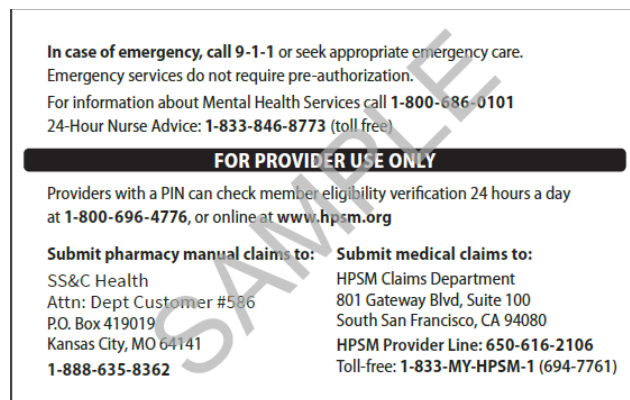 In case of emergency, call 9-1-1 or seek appropriate emergency care.
Emergency services do not require pre-authorization.
For information about Mental Health Services call 1-800-686-0101
24-Hour Nurse Advice: 1-833-846-8773 (toll free)
FOR PROVIDER USE ONLY
Providers with a PIN can check member eligibility verification 24 hours a day
at 1-800-696-4776, or online at www.hpsm.org
Submit pharmacy manual claims to:
SS&C Health
Attn: Dept Customer #586
P.O. Box 419019
Kansas City, MO 64141
1-888-635-8362
Submit medical claims to:
HPSM Claims Department
801 Gateway Blvd, Suite 100
South San Francisco, CA 94080
HPSM Provider Line: 650-616-2106
Toll-free: 1-833-MY-HPSM-1 (694-7761)
SAMPLE